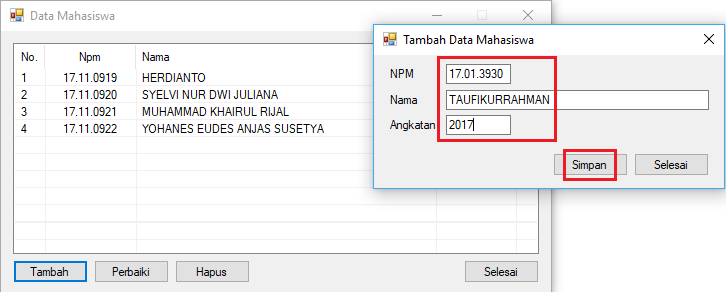 Data Mahasiswa
No. Npm Nama
1 17.11.0919 HERDIANTO
2 17.11.0920 SYELVI NUR DWI JULIANA
3 17.11.0921 MUHAMMAD KHAIRUL RIJAL
4 17.11.0922 YOHANES EUDES ANJAS SUSETYA
Tambah Perbaiki Hapus Selesai
Tambah Data Mahasiswa
NPM 17.01.3930
Nama TAUFIKURRAHMAN
Angkatan 2017
Simpan Selesai